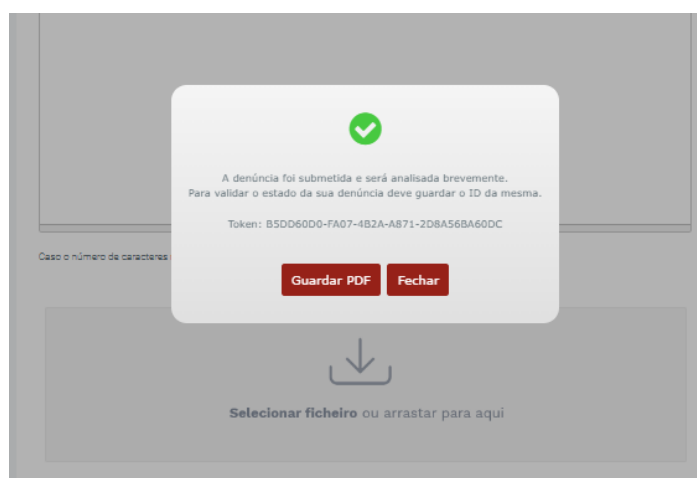 A denúncia foi submetida e será analisada brevemente.
Para validar o estado da sua denúncia deve guardar o ID da mesma.
Token: B5DD60D0-FA07-4B2A-A871-2D8A56BA60DC
Guardar PDF
Fechar
Caso o número de caracteres
Selecionar ficheiro ou arrastar para aqui